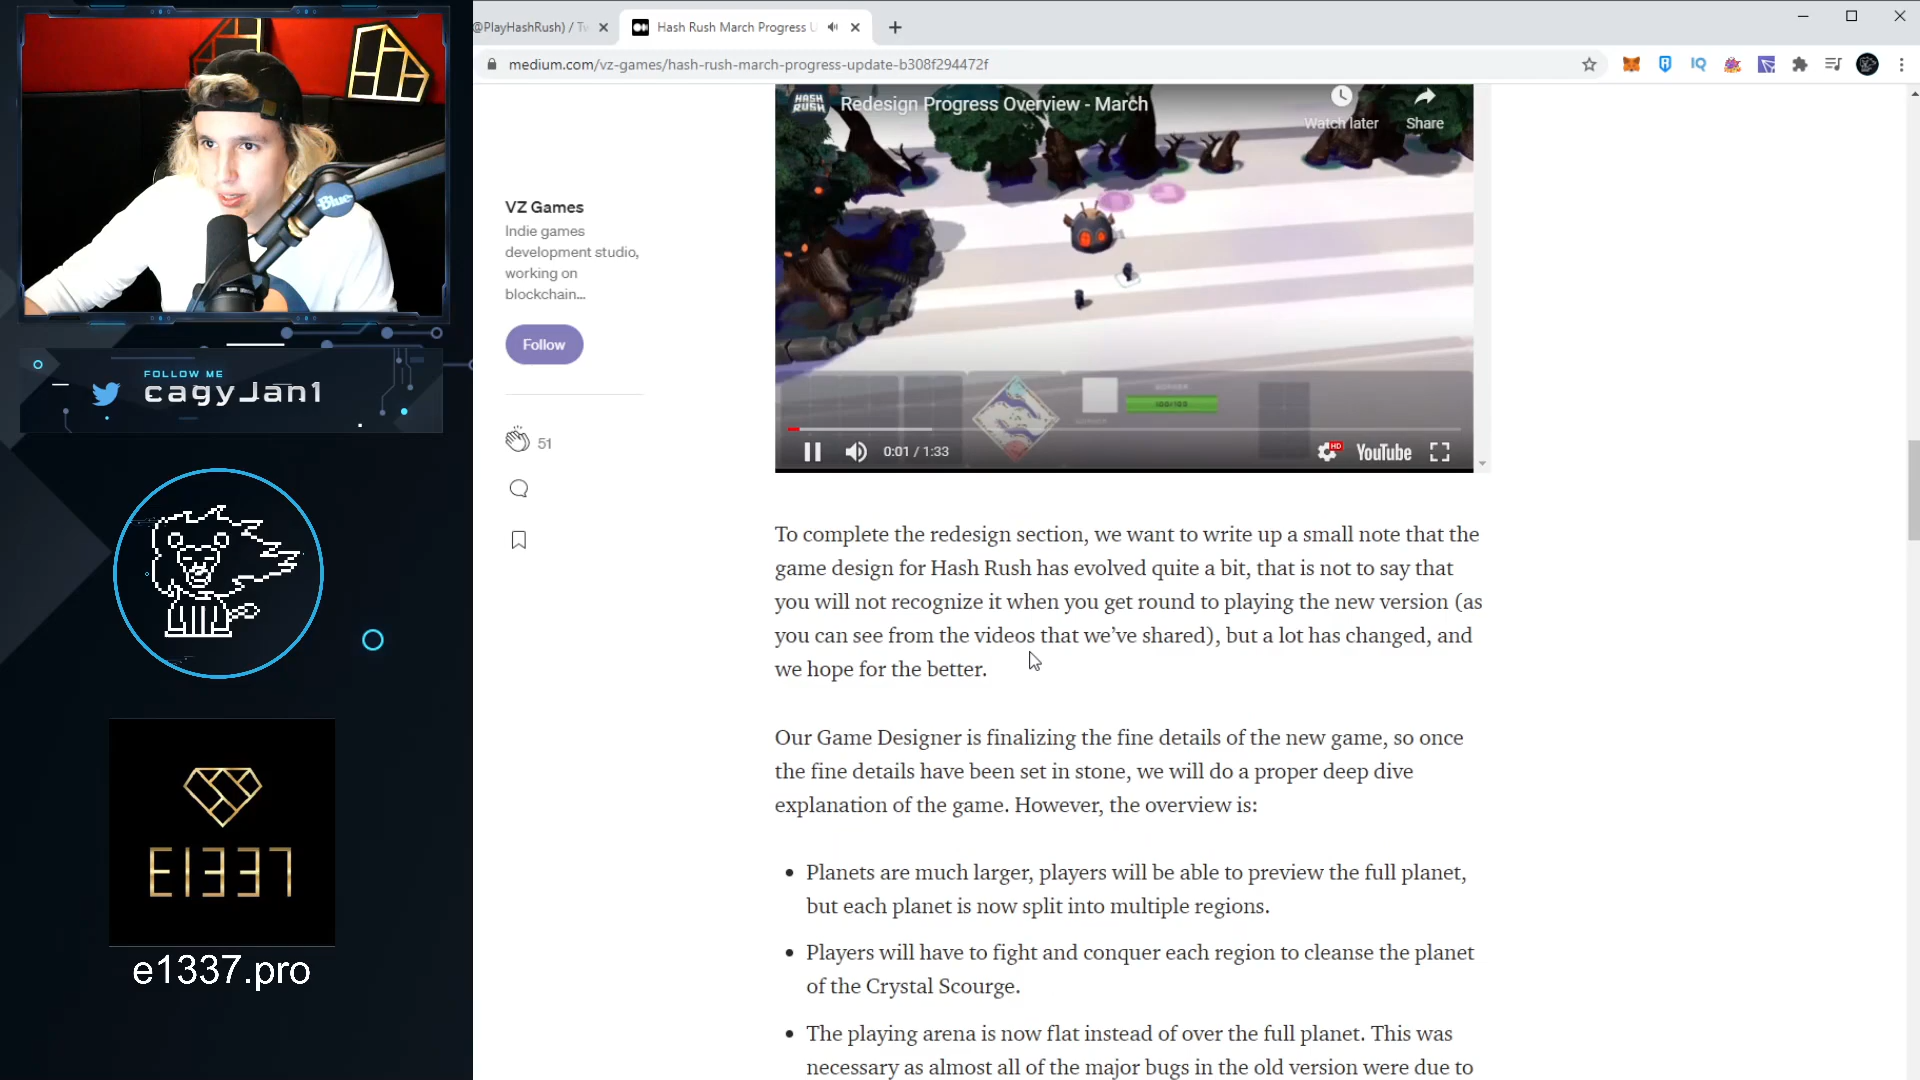 @PlayHashRush) / Tw
Hash Rush March Progress U
medium.com/vz-games/hash-rush-march-progress-update-b308f294472f
HASH RUSH
Redesign Progress Overview - March
Watch later
Share
100/100
0:01 / 1:33
HD
YouTube
VZ Games
Indie games
development studio,
working on
blockchain...
Follow
51
Blue
FOLLOW ME
cagyJan1
E1337
e1337.pro
To complete the redesign section, we want to write up a small note that the
game design for Hash Rush has evolved quite a bit, that is not to say that
you will not recognize it when you get round to playing the new version (as
you can see from the videos that we’ve shared), but a lot has changed, and
we hope for the better.
Our Game Designer is finalizing the fine details of the new game, so once
the fine details have been set in stone, we will do a proper deep dive
explanation of the game. However, the overview is:
• Planets are much larger, players will be able to preview the full planet,
but each planet is now split into multiple regions.
• Players will have to fight and conquer each region to cleanse the planet
of the Crystal Scourge.
• The playing arena is now flat instead of over the full planet. This was
necessary as almost all of the major bugs in the old version were due to